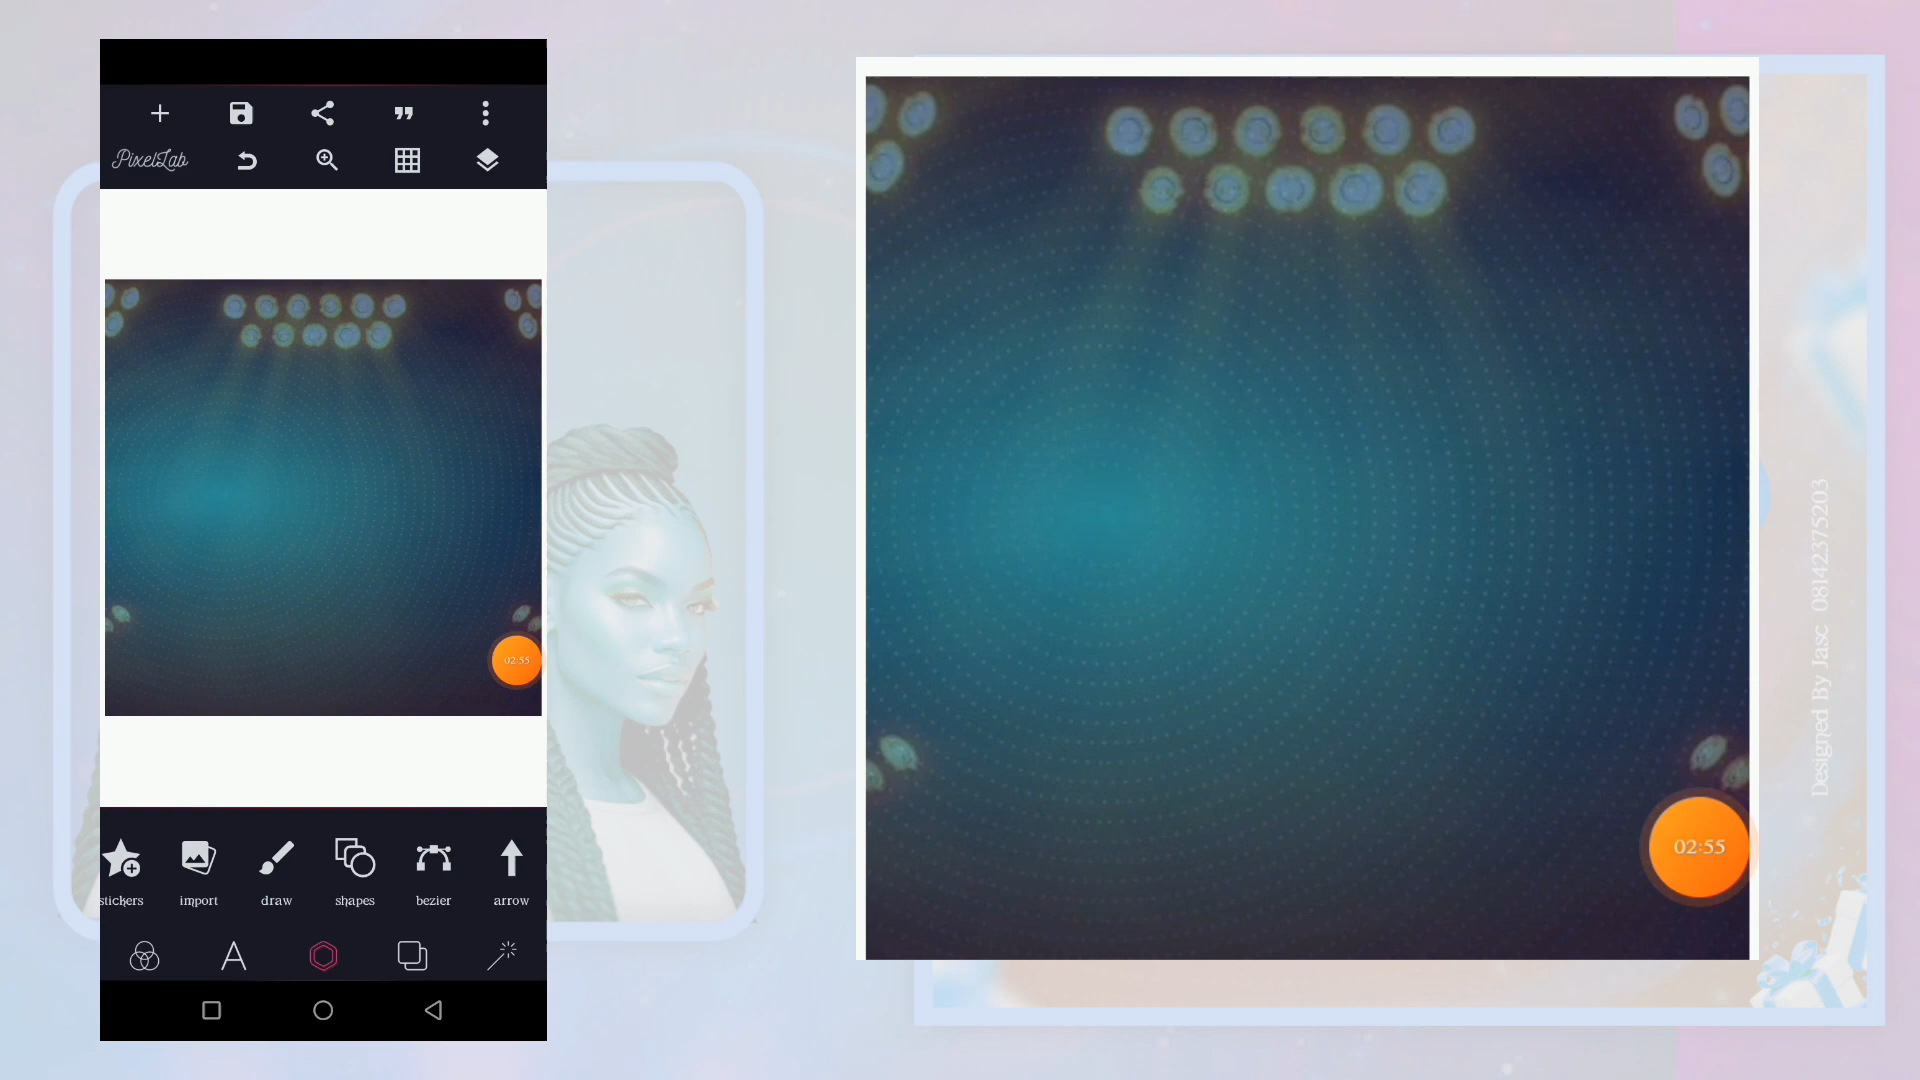 PixelLab
02:55
stickers
import
draw
shapes
bezier
arrow
02:55
Designed By Jasc 08142375203